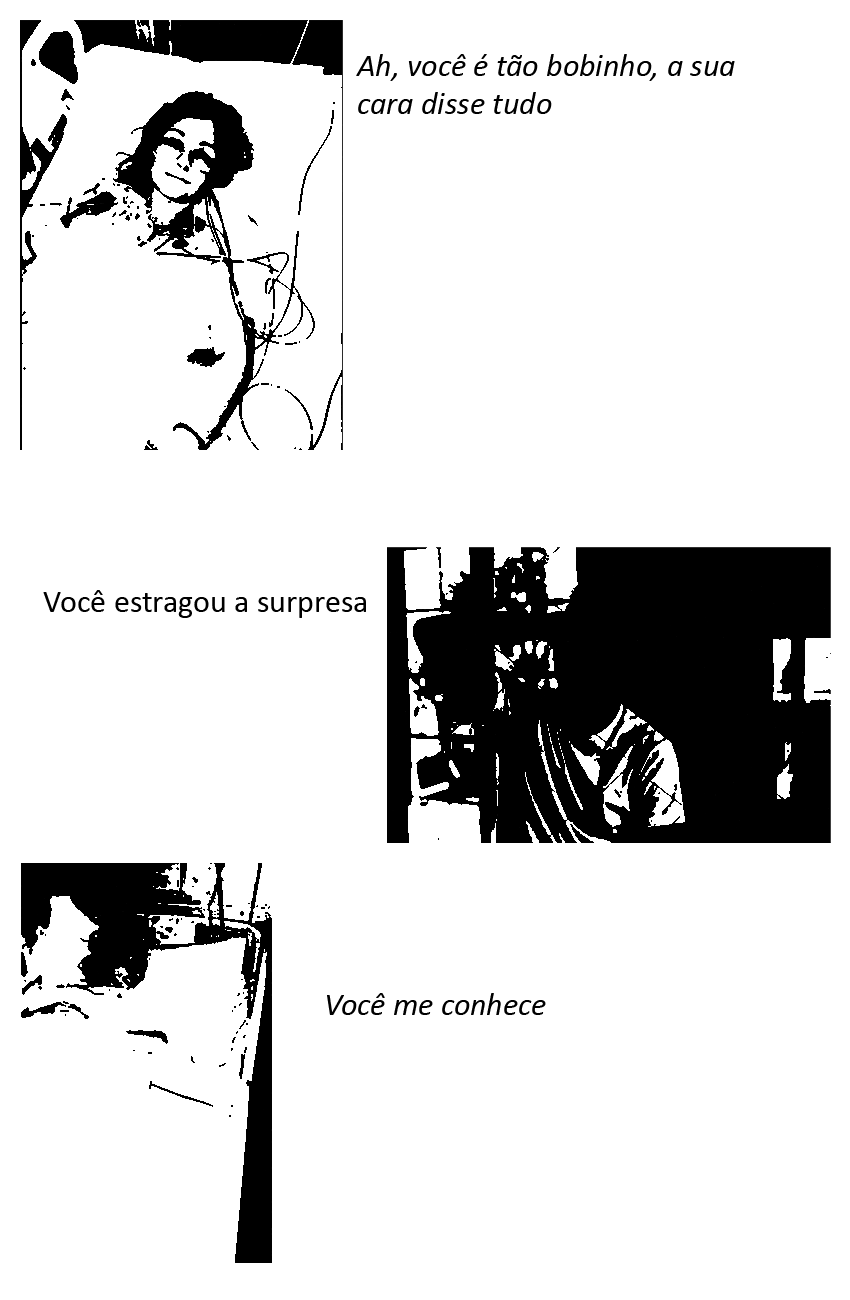 Ah, você é tão bobinho, a sua
cara disse tudo
Você estragou a surpresa
Você me conhece